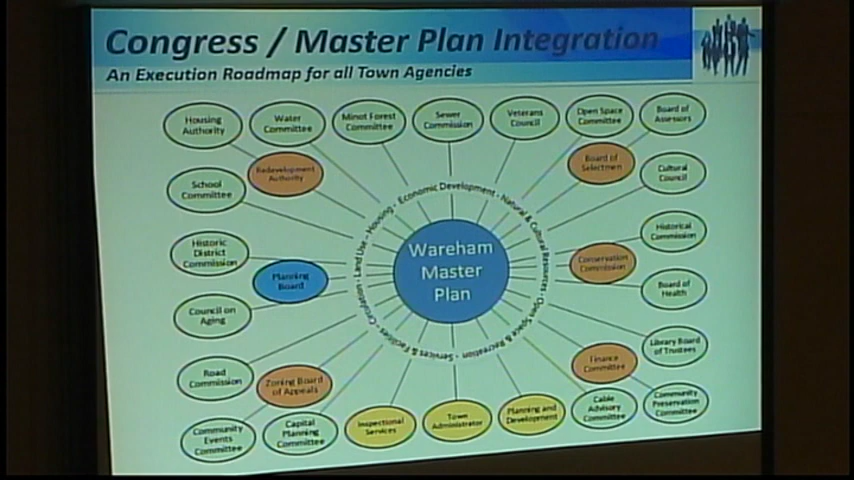 Congress / Master Plan Integration
An Execution Roadmap for all Town Agencies
Housing
Authority
Water
Committee
Minot Forest
Committee
Sewer
Commission
Veterans
Council
Open Space
Committee
Board of
Assessors
Redevelopment
Authority
Board of
Selectmen
School
Committee
Cultural
Council
Historic
District
Commission
Historical
Commission
Planning
Board
Conservation
Commission
Wareham
Master
Plan
Land Use - Housing - Economic Development - Natural & Cultural Resources - Open Space & Recreation - Services & Facilities - Circulation -
Council on
Aging
Board of
Health
Road
Commission
Library Board
of Trustees
Zoning Board
of Appeals
Finance
Committee
Community
Events
Committee
Capital
Planning
Committee
Inspectional
Services
Town
Administrator
Planning and
Development
Cable
Advisory
Committee
Community
Preservation
Committee